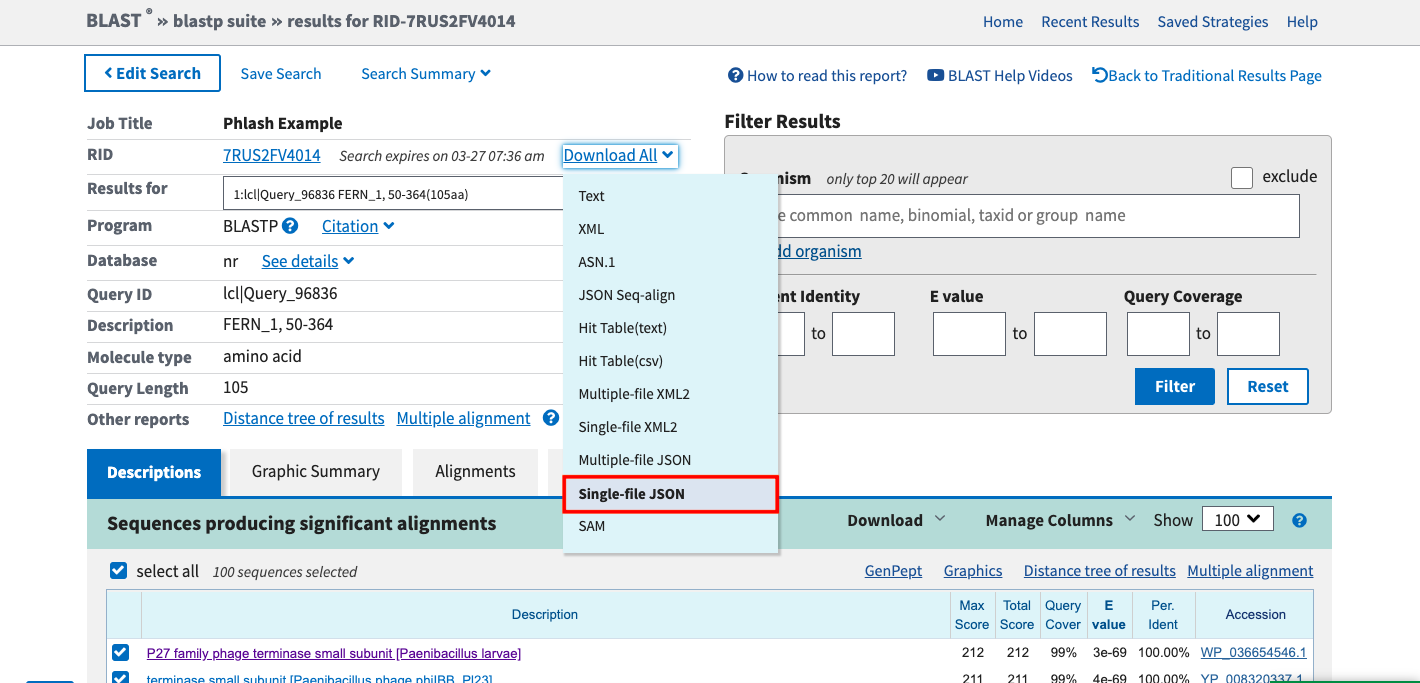 BLAST ® » blastp suite » results for RID-7RUS2FV4014
Home Recent Results Saved Strategies Help
Edit Search Save Search Search Summary
How to read this report? BLAST Help Videos Back to Traditional Results Page
Job Title Phlash Example
RID 7RUS2FV4014 Search expires on 03-27 07:36 am Download All
Results for 1:lcl|Query_96836 FERN_1, 50-364(105aa)
Program BLASTP Citation
Database nr See details
Query ID lcl|Query_96836
Description FERN_1, 50-364
Molecule type amino acid
Query Length 105
Other reports Distance tree of results Multiple alignment
Text
XML
ASN.1
JSON Seq-align
Hit Table(text)
Hit Table(csv)
Multiple-file XML2
Single-file XML2
Multiple-file JSON
Single-file JSON
SAM
Filter Results
only top 20 will appear exclude
common name, binomial, taxid or group name
organism
Identity E value Query Coverage
to to to
Filter Reset
Descriptions Graphic Summary Alignments
Sequences producing significant alignments Download Manage Columns Show 100
select all 100 sequences selected GenPept Graphics Distance tree of results Multiple alignment
Description Max Score Total Score Query Cover E value Per. Ident Accession
P27 family phage terminase small subunit [Paenibacillus larvae] 212 212 99% 3e-69 100.00% WP_036654546.1
terminase small subunit [Paenibacillus phage phiIBB_Pl23] 211 211 99% 4e-69 100.00% YP_008320337.1